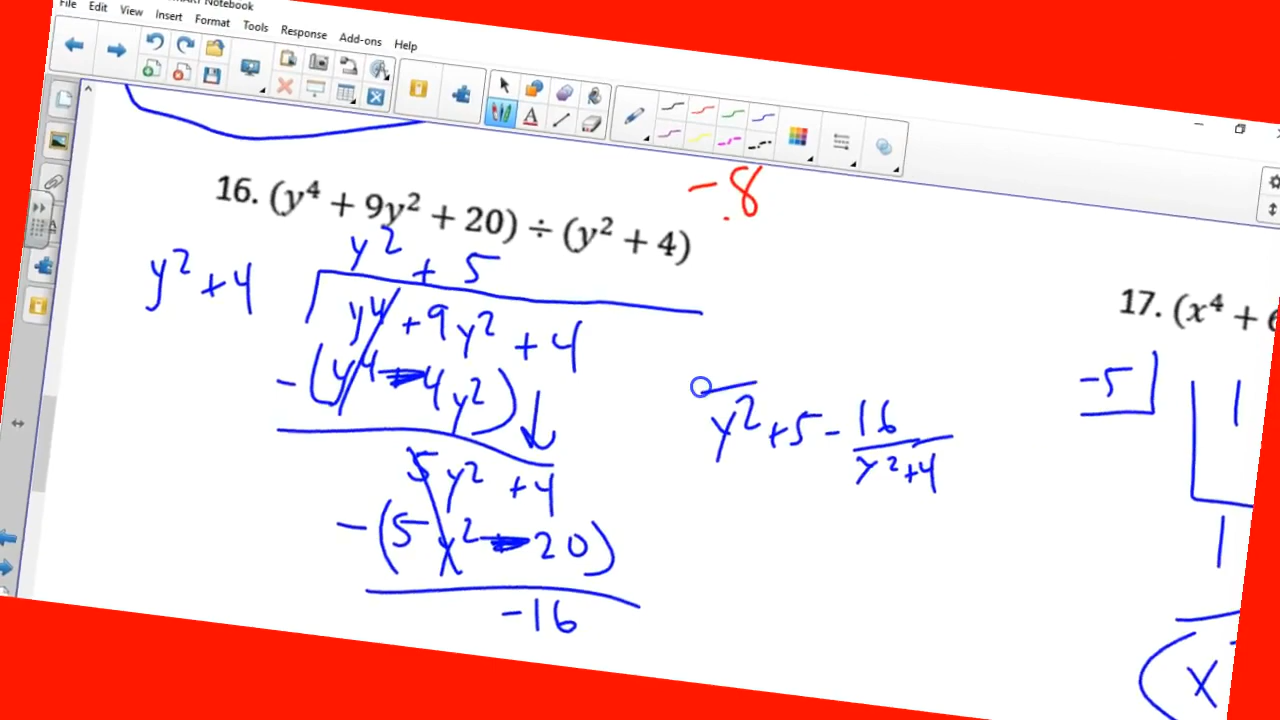 Notebook
File Edit View Insert Format Tools Response Add-ons Help
-8
16. (y⁴ + 9y² + 20) ÷ (y² + 4)
y² + 5
y² + 4
y⁴ + 9y² + 4
- (y⁴ - 4y²)
5y² + 4
- (5y² - 20)
-16
y² + 5 - 16
y² + 4
17. (x⁴ +
-5
1
1
x